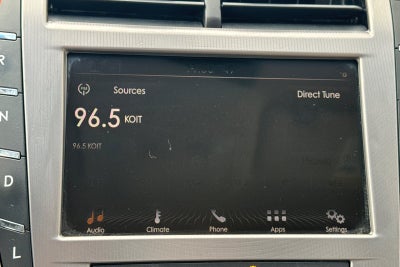 Sources
Direct Tune
96.5 KOIT
96.5 KOIT
Audio
Climate
Phone
Apps
Settings
R
N
D
L